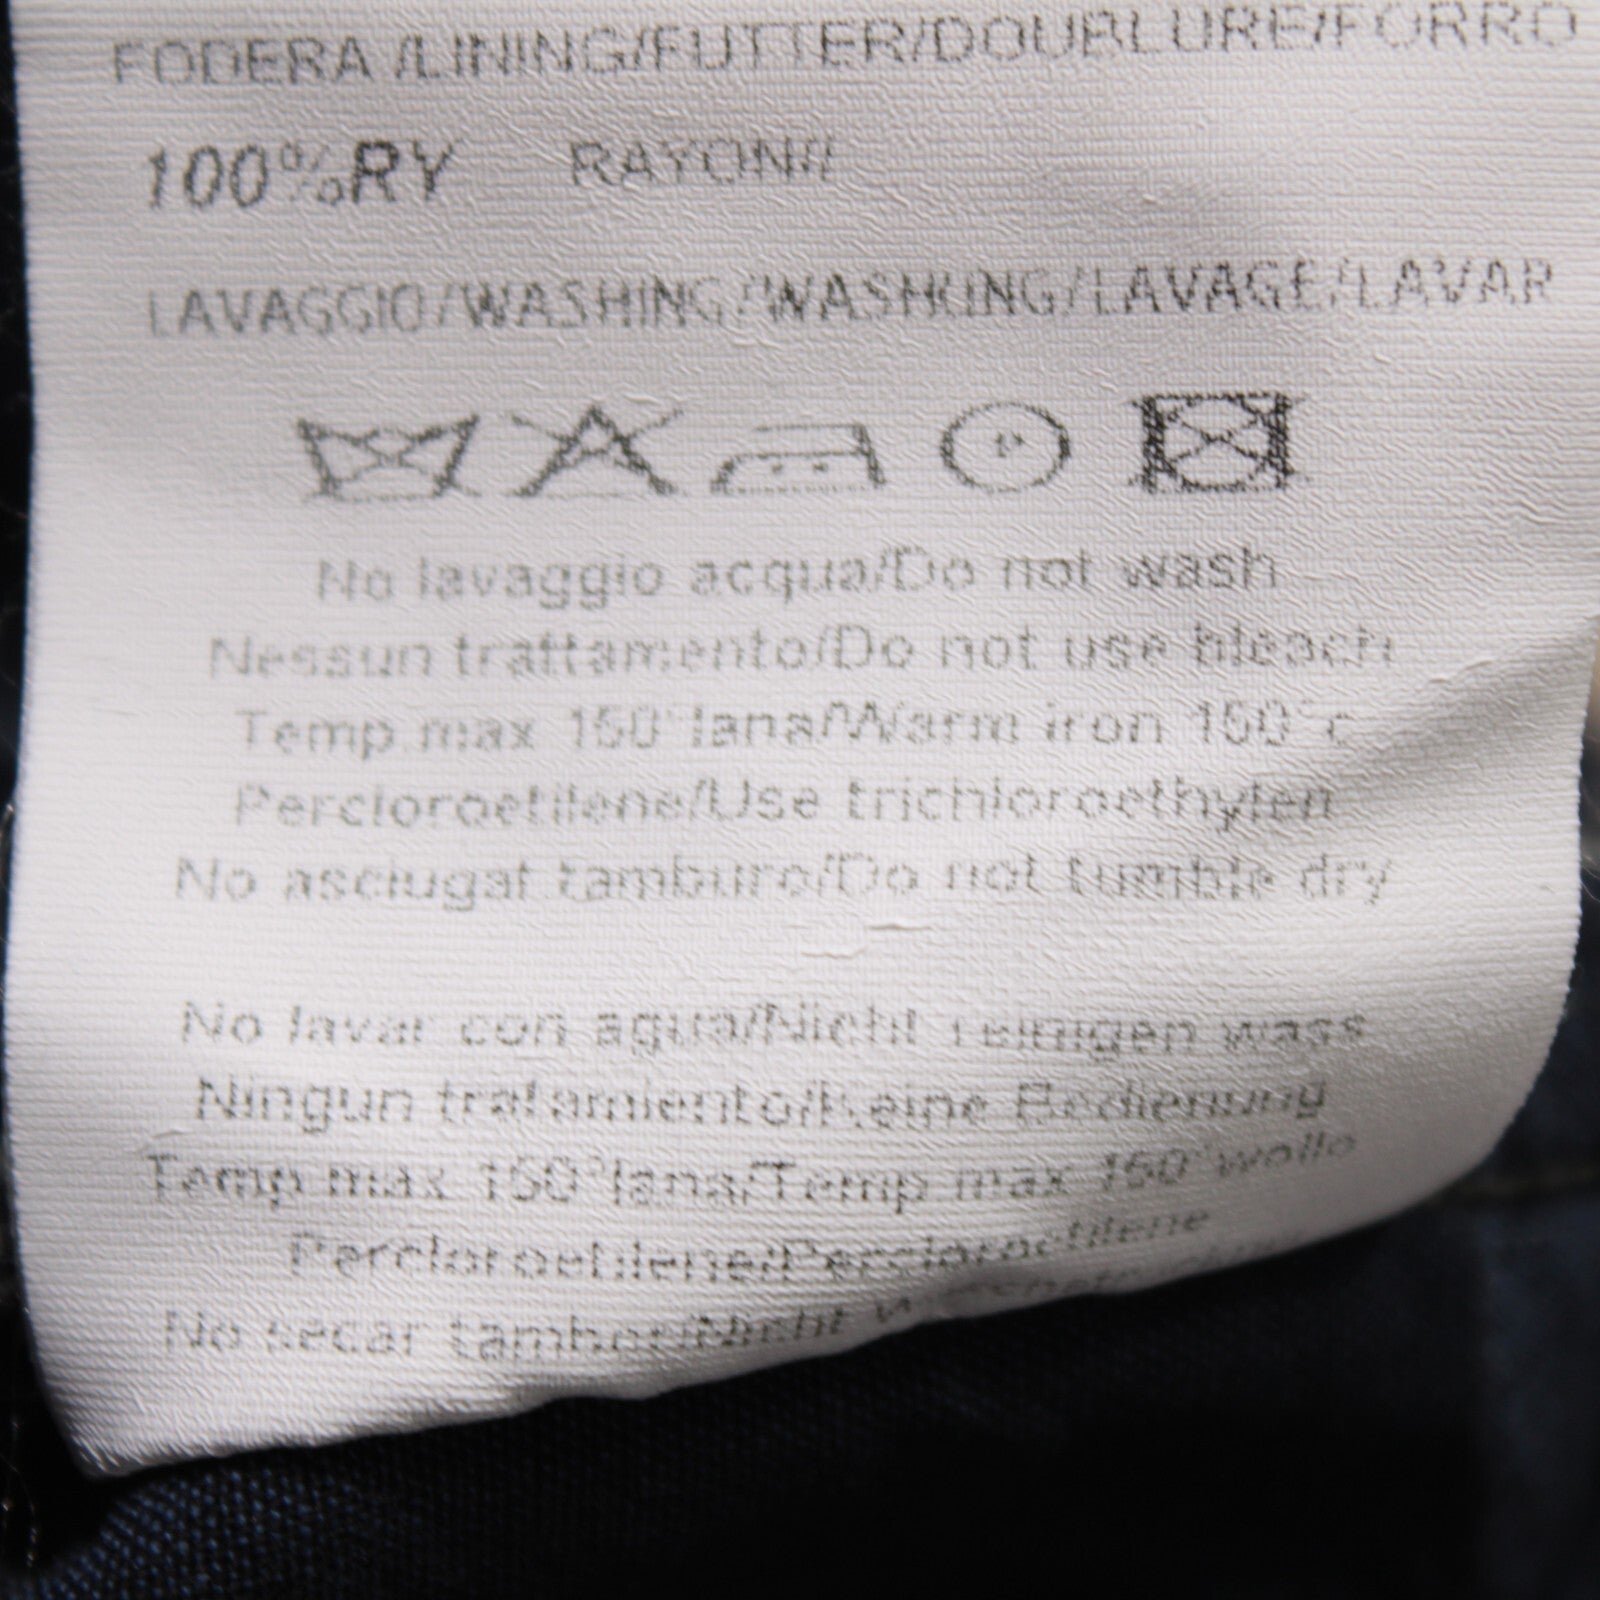 FODERA /LINING/FUTTER/DOUBLURE/FORRO
100%RY RAYON//
LAVAGGIO/WASHING/WASHKING/LAVAGE/LAVAR
P
No lavaggio acqua/Do not wash
Nessun trattamento/Do not use bleach
Temp.max 150°lana/Warm iron 150°c
Percloroetilene/Use trichloroethylen
No asciugat tamburo/Do not tumble dry
No lavar con agua/Nicht reinigen wass
Ningun tratamiento/Keine Bedienung
Temp max 150°lana/Temp max 150°wolle
Percloroetilene/Percloroetilene
No secar tambor/Nicht